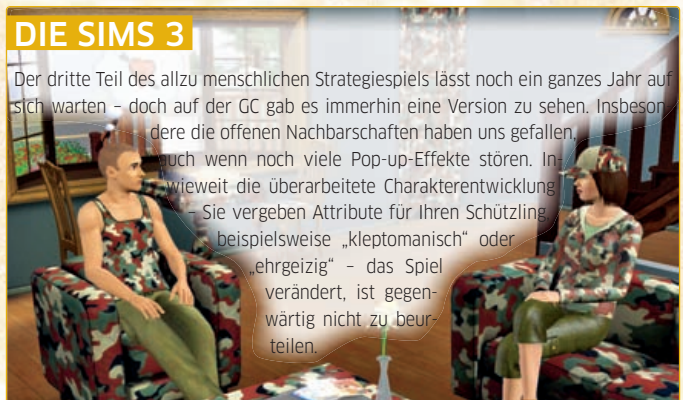 DIE SIMS 3
Der dritte Teil des allzu menschlichen Strategiespiels lässt noch ein ganzes Jahr auf
sich warten – doch auf der GC gab es immerhin eine Version zu sehen. Insbeson-
dere die offenen Nachbarschaften haben uns gefallen,
auch wenn noch viele Pop-up-Effekte stören. In-
wieweit die überarbeitete Charakterentwicklung
– Sie vergeben Attribute für Ihren Schützling,
beispielsweise „kleptomanisch“ oder
„ehrgeizig“ – das Spiel
verändert, ist gegen-
wärtig nicht zu beur-
teilen.